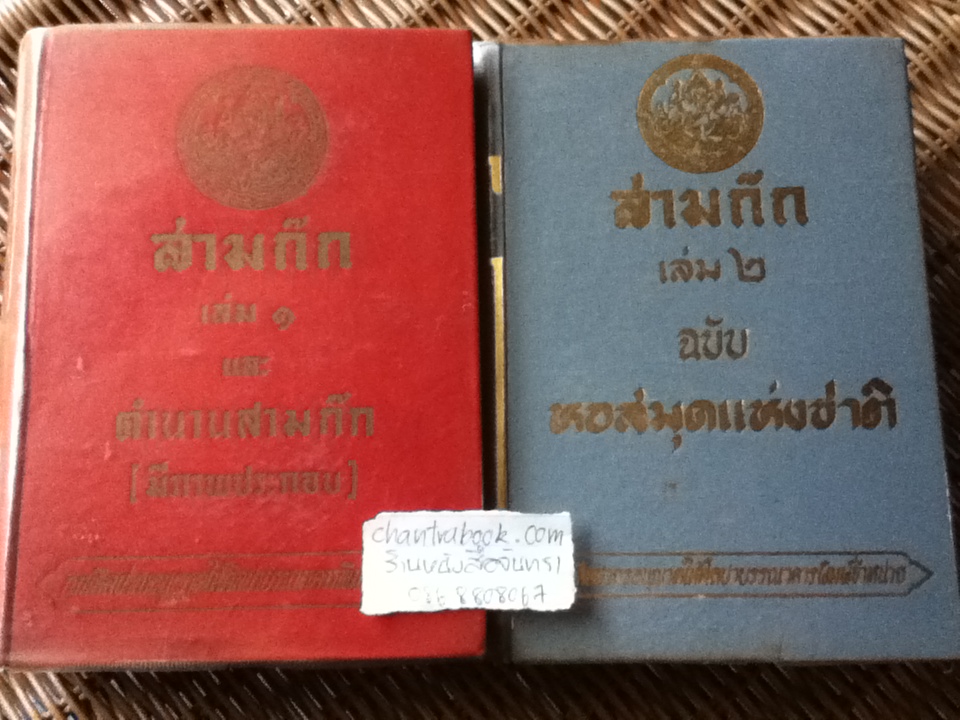 สามก๊ก
เล่ม ๑
และ
ตำนานสามก๊ก
[มีภาพประกอบ]
สามก๊ก
เล่ม ๒
ฉบับ
หอสมุดแห่งชาติ
chantrabook.com
ร้านหนังสือจันทรา